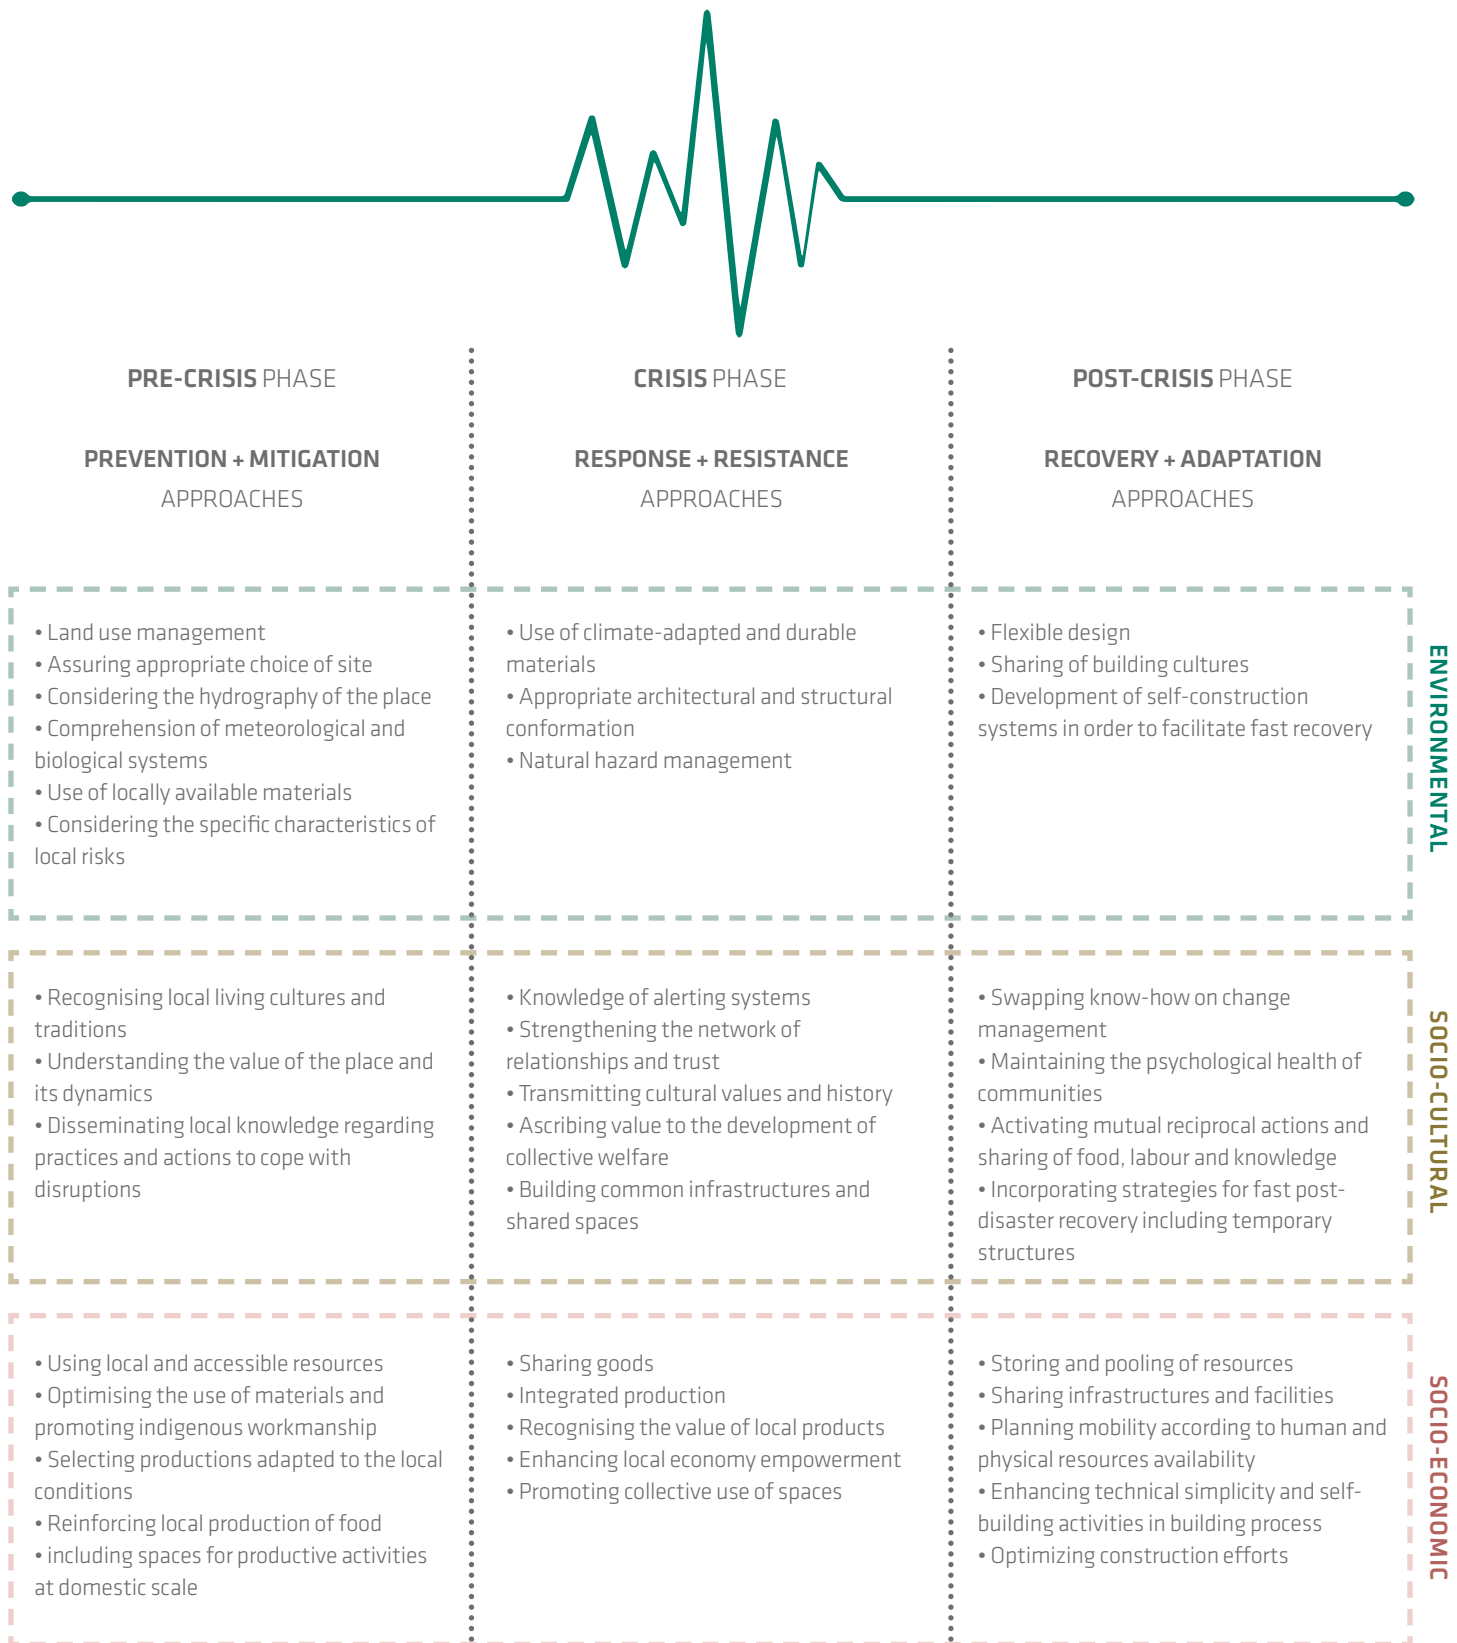 PRE-CRISIS PHASE
PREVENTION + MITIGATION
APPROACHES
CRISIS PHASE
RESPONSE + RESISTANCE
APPROACHES
POST-CRISIS PHASE
RECOVERY + ADAPTATION
APPROACHES
• Land use management
• Assuring appropriate choice of site
• Considering the hydrography of the place
• Comprehension of meteorological and
biological systems
• Use of locally available materials
• Considering the specific characteristics of
local risks
• Use of climate-adapted and durable
materials
• Appropriate architectural and structural
conformation
• Natural hazard management
• Flexible design
• Sharing of building cultures
• Development of self-construction
systems in order to facilitate fast recovery
ENVIRONMENTAL
• Recognising local living cultures and
traditions
• Understanding the value of the place and
its dynamics
• Disseminating local knowledge regarding
practices and actions to cope with
disruptions
• Knowledge of alerting systems
• Strengthening the network of
relationships and trust
• Transmitting cultural values and history
• Ascribing value to the development of
collective welfare
• Building common infrastructures and
shared spaces
• Swapping know-how on change
management
• Maintaining the psychological health of
communities
• Activating mutual reciprocal actions and
sharing of food, labour and knowledge
• Incorporating strategies for fast post-
disaster recovery including temporary
structures
SOCIO-CULTURAL
• Using local and accessible resources
• Optimising the use of materials and
promoting indigenous workmanship
• Selecting productions adapted to the local
conditions
• Reinforcing local production of food
• including spaces for productive activities
at domestic scale
• Sharing goods
• Integrated production
• Recognising the value of local products
• Enhancing local economy empowerment
• Promoting collective use of spaces
• Storing and pooling of resources
• Sharing infrastructures and facilities
• Planning mobility according to human and
physical resources availability
• Enhancing technical simplicity and self-
building activities in building process
• Optimizing construction efforts
SOCIO-ECONOMIC